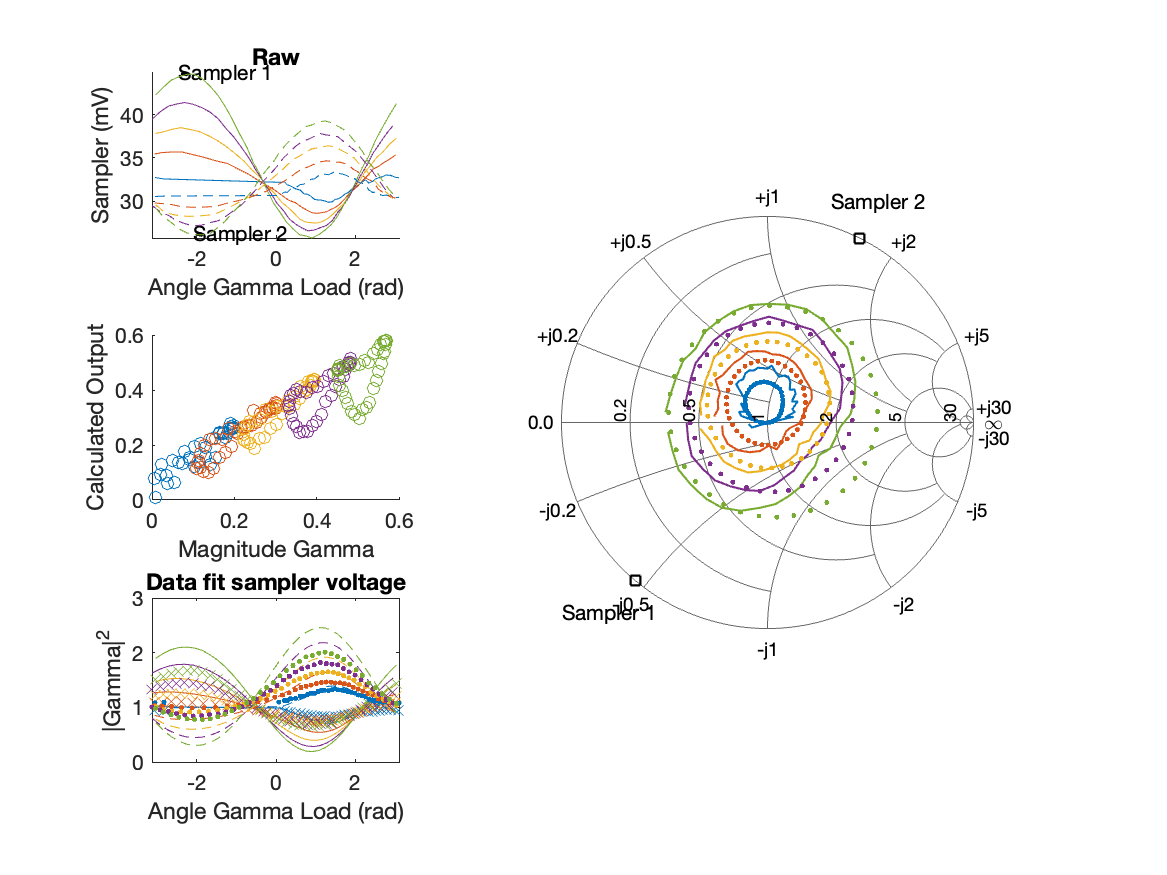 Raw
Sampler 1
40
35
30
Sampler (mV)
Sampler 2
-2
0
2
Angle Gamma Load (rad)
0.6
0.4
0.2
0
Calculated Output
0
0.2
0.4
0.6
Magnitude Gamma
Data fit sampler voltage
3
2
1
0
|Gamma|²
-2
0
2
Angle Gamma Load (rad)
+j1
Sampler 2
+j0.5
+j2
+j0.2
+j5
0.0
0.2
0.5
1
2
5
30
+j30
∞
-j30
-j0.2
-j5
-j0.5
Sampler 1
-j2
-j1